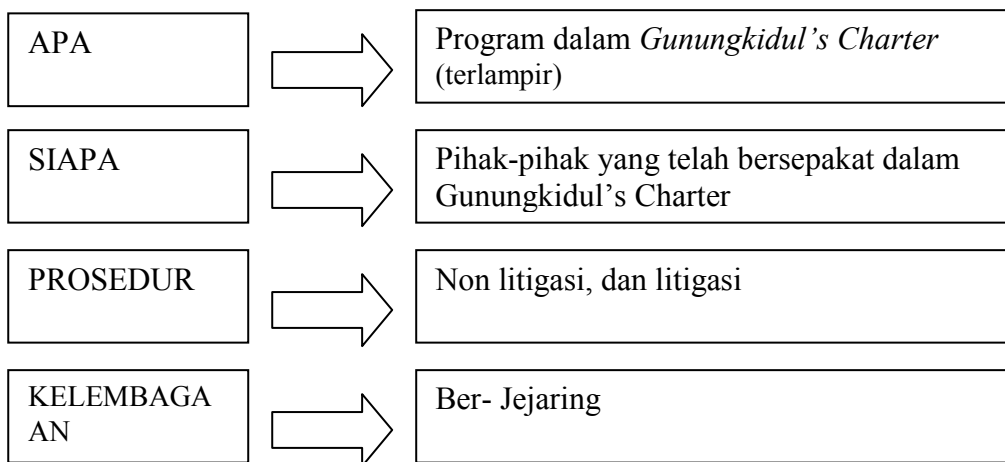 APA
Program dalam Gunungkidul’s Charter
(terlampir)
SIAPA
Pihak-pihak yang telah bersepakat dalam
Gunungkidul’s Charter
PROSEDUR
Non litigasi, dan litigasi
KELEMBAGA
AN
Ber- Jejaring